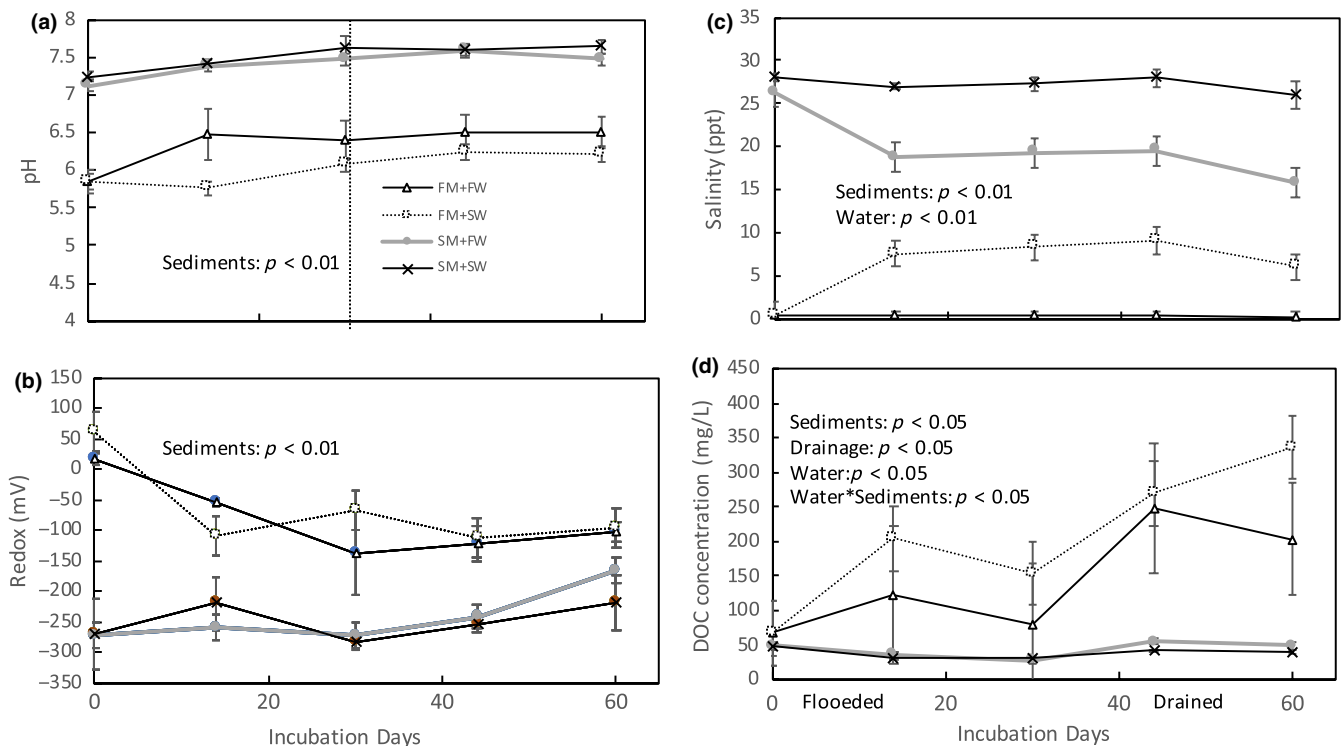 (a)
8
7.5
7
6.5
6
5.5
5
4.5
4
pH
FM+FW
FM+SW
SM+FW
SM+SW
Sediments: p < 0.01
(c)
35
30
25
20
15
10
5
0
Salinity (ppt)
Sediments: p < 0.01
Water: p < 0.01
(b)
150
100
50
0
−50
−100
−150
−200
−250
−300
−350
Redox (mV)
Sediments: p < 0.01
0 20 40 60
Incubation Days
(d)
450
400
350
300
250
200
150
100
50
0
DOC concentration (mg/L)
Sediments: p < 0.05
Drainage: p < 0.05
Water:p < 0.05
Water*Sediments: p < 0.05
0 Flooeded 20 40 Drained 60
Incubation Days